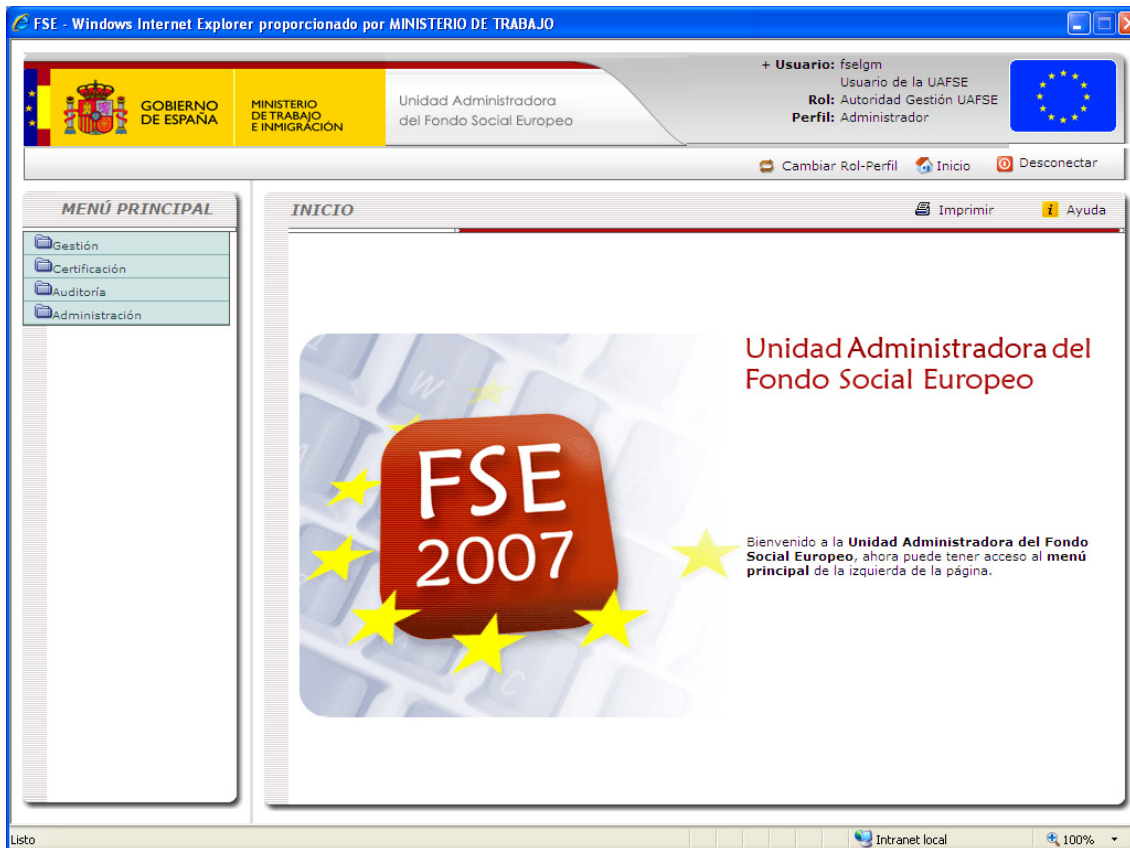 FSE - Windows Internet Explorer proporcionado por MINISTERIO DE TRABAJO
GOBIERNO
DE ESPAÑA
MINISTERIO
DE TRABAJO
E INMIGRACIÓN
Unidad Administradora
del Fondo Social Europeo
+ Usuario: fselgm
Usuario de la UAFSE
Rol: Autoridad Gestión UAFSE
Perfil: Administrador
Cambiar Rol-Perfil
Inicio
Desconectar
MENÚ PRINCIPAL
Gestión
Certificación
Auditoría
Administración
INICIO
Imprimir
Ayuda
Unidad Administradora del
Fondo Social Europeo
W
R
C
FSE
2007
Bienvenido a la Unidad Administradora del Fondo
Social Europeo, ahora puede tener acceso al menú
principal de la izquierda de la página.
Listo
Intranet local
100%